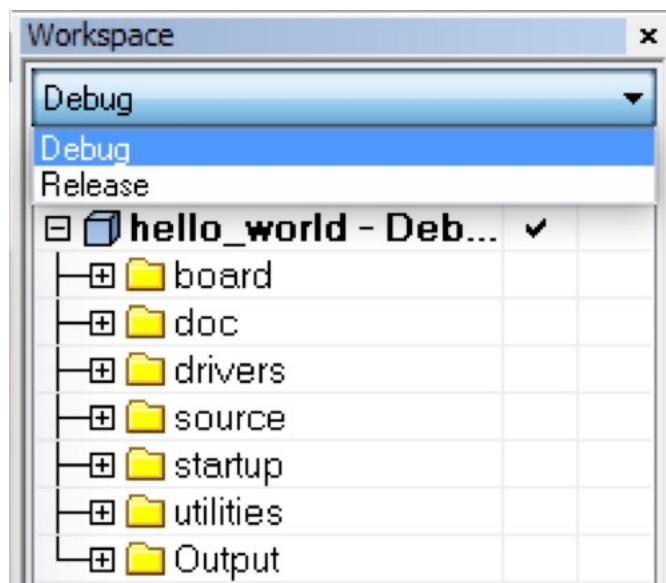 Workspace
Debug
Debug
Release
hello_world - Deb...
board
doc
drivers
source
startup
utilities
Output